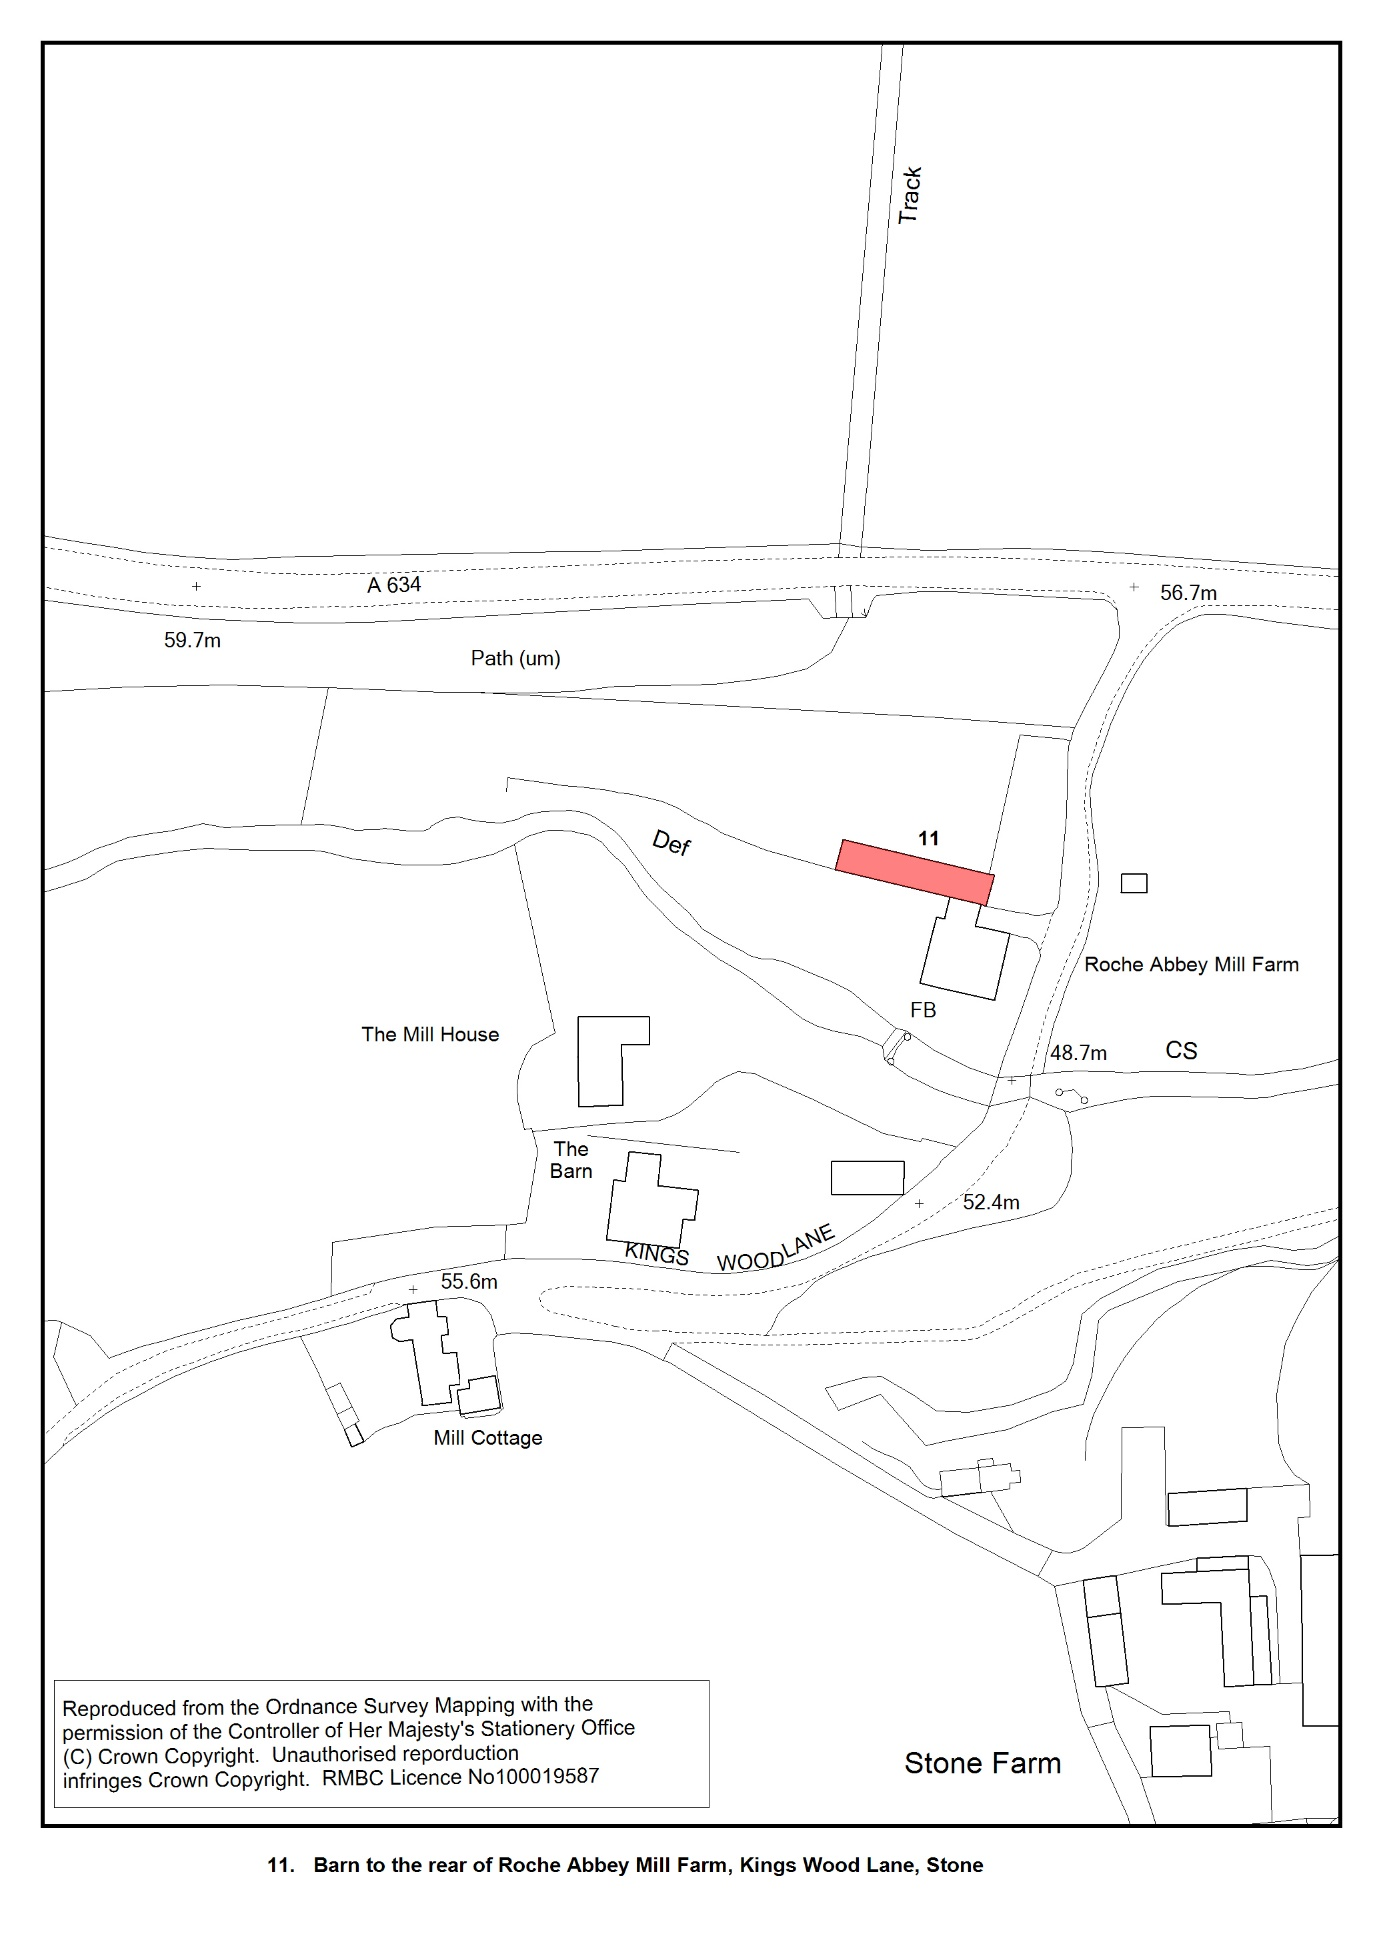 Track
A 634
56.7m
59.7m
Path (um)
11
Def
Roche Abbey Mill Farm
FB
The Mill House
48.7m
CS
The
Barn
52.4m
KINGS WOOD LANE
55.6m
Mill Cottage
Reproduced from the Ordnance Survey Mapping with the
permission of the Controller of Her Majesty's Stationery Office
(C) Crown Copyright. Unauthorised reporduction
infringes Crown Copyright. RMBC Licence No100019587
Stone Farm
11. Barn to the rear of Roche Abbey Mill Farm, Kings Wood Lane, Stone